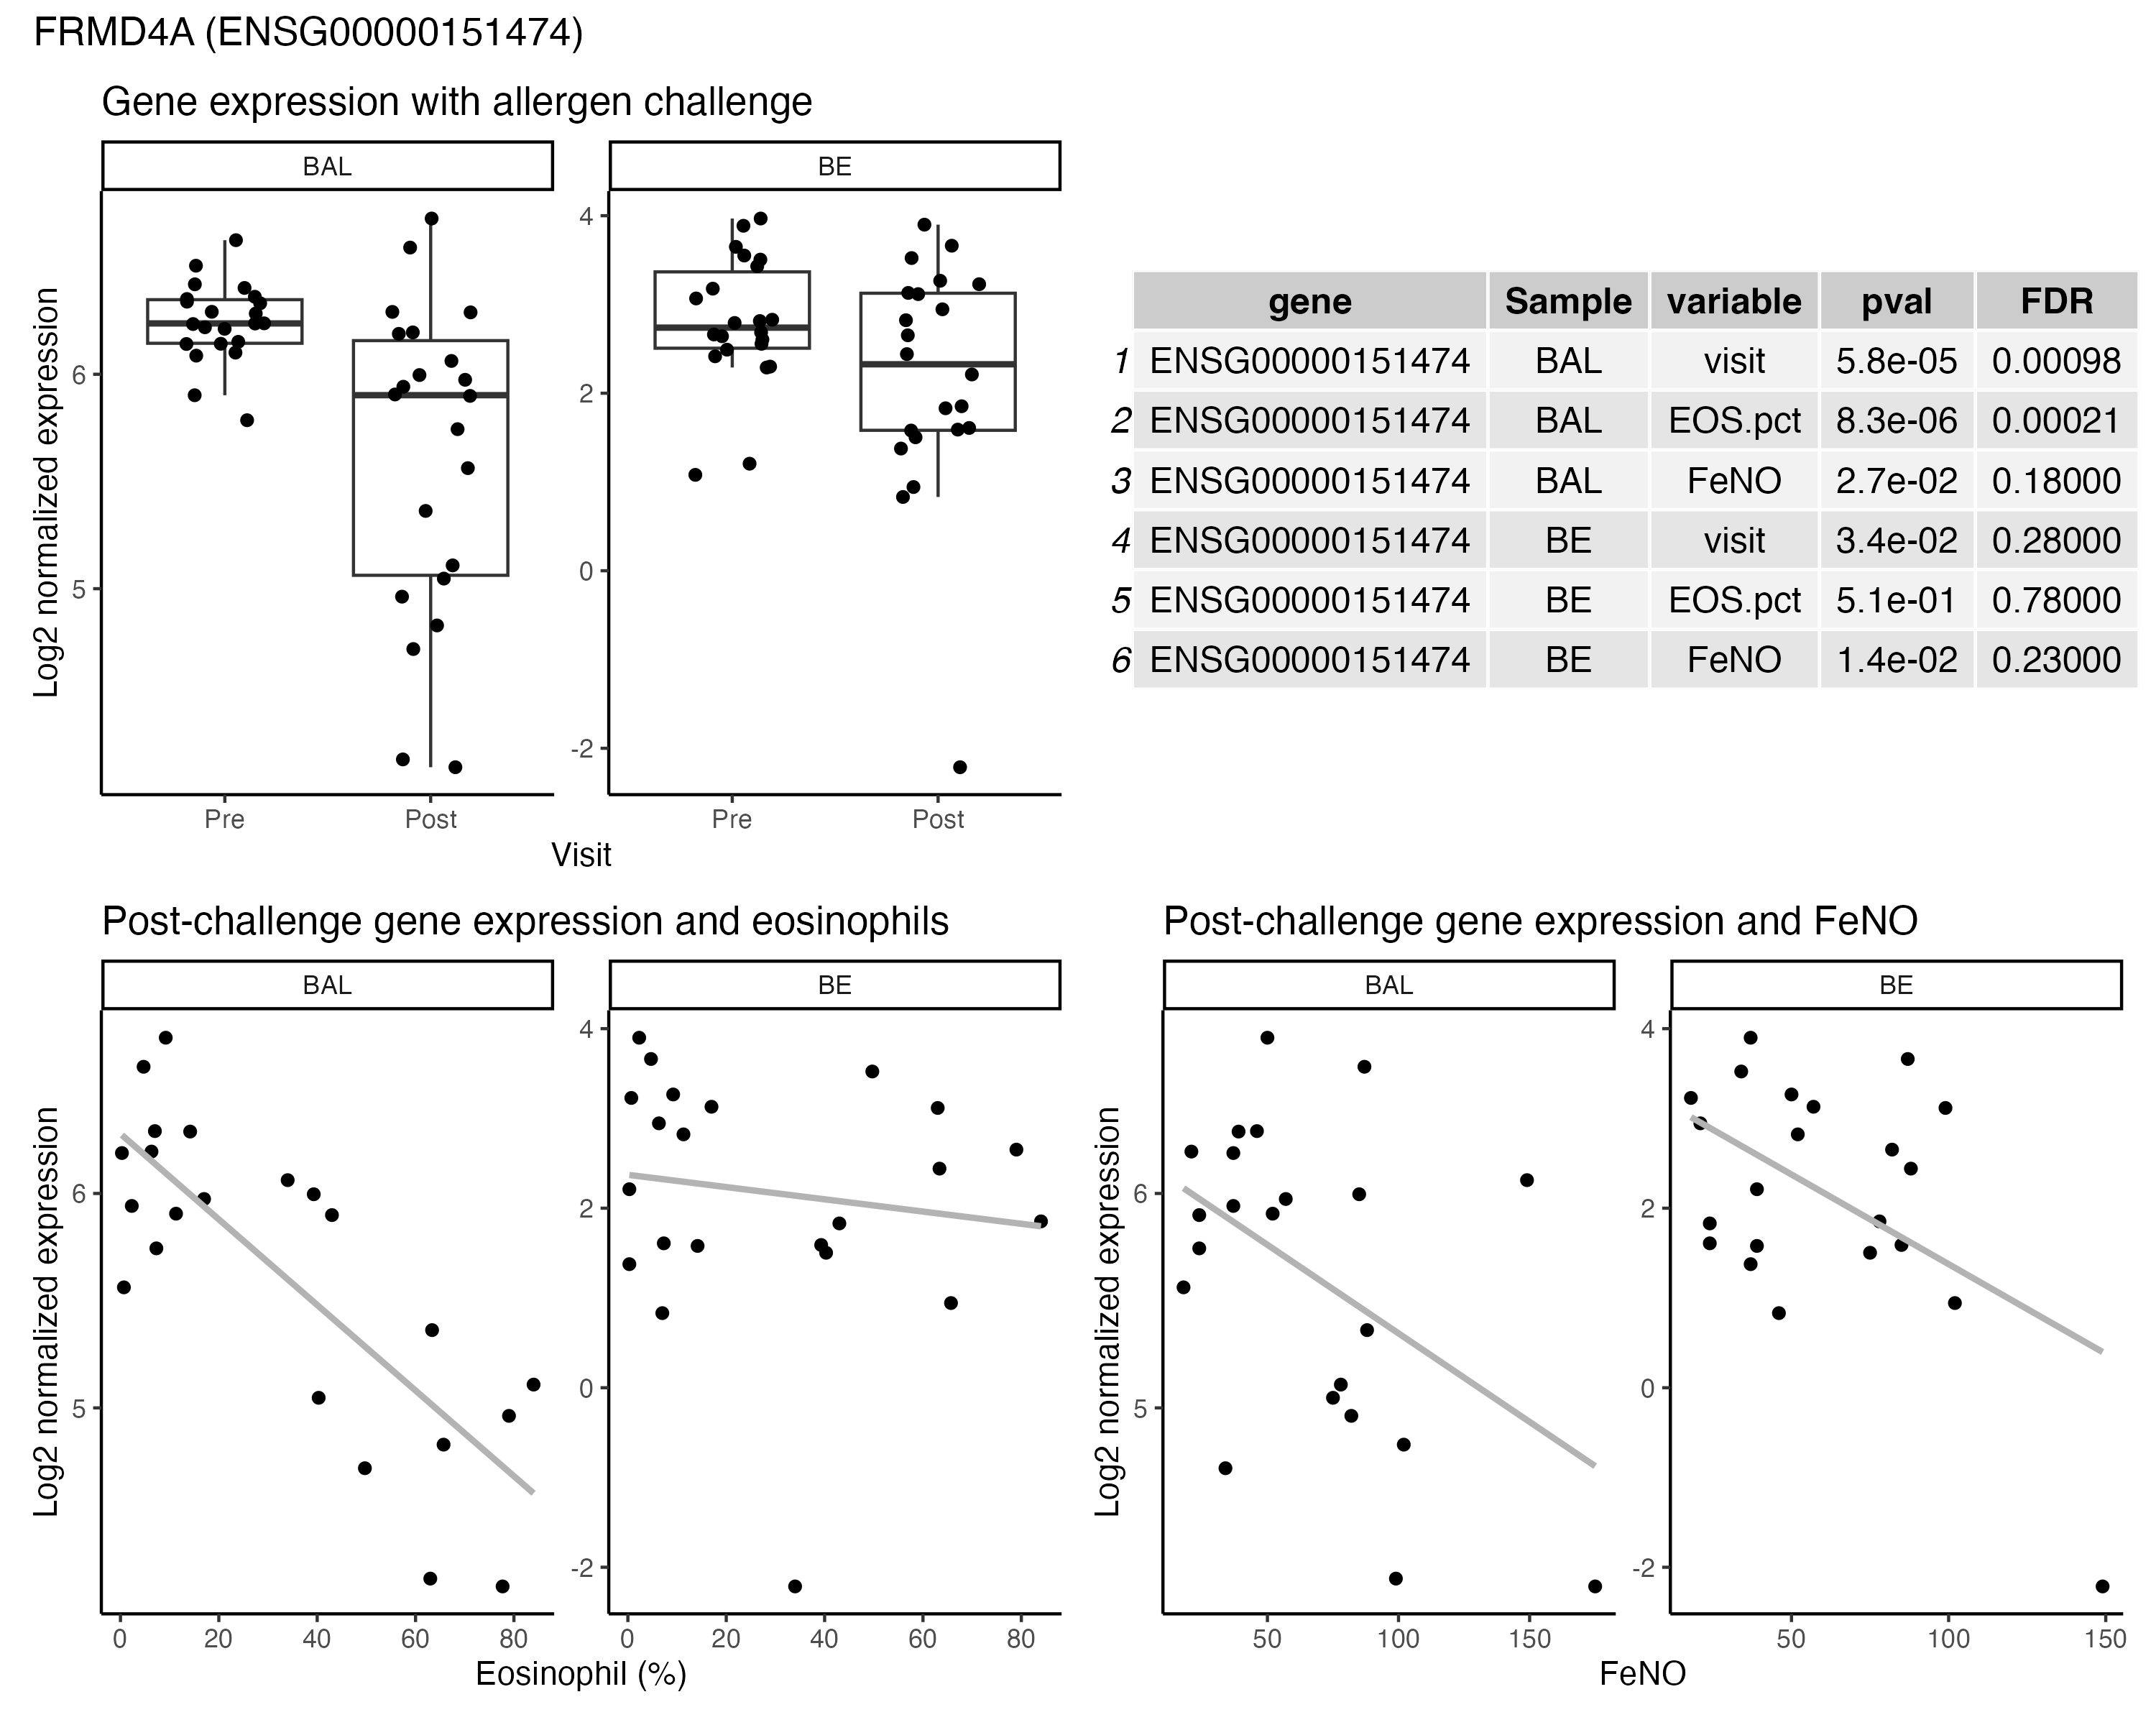 FRMD4A (ENSG00000151474)
Gene expression with allergen challenge
BAL
BE
Log2 normalized expression
6
5
4
2
0
-2
Pre
Post
Pre
Post
Visit
gene Sample variable pval FDR
1 ENSG00000151474 BAL visit 5.8e-05 0.00098
2 ENSG00000151474 BAL EOS.pct 8.3e-06 0.00021
3 ENSG00000151474 BAL FeNO 2.7e-02 0.18000
4 ENSG00000151474 BE visit 3.4e-02 0.28000
5 ENSG00000151474 BE EOS.pct 5.1e-01 0.78000
6 ENSG00000151474 BE FeNO 1.4e-02 0.23000
Post-challenge gene expression and eosinophils
BAL
BE
Log2 normalized expression
6
5
4
2
0
-2
0 20 40 60 80
0 20 40 60 80
Eosinophil (%)
Post-challenge gene expression and FeNO
BAL
BE
Log2 normalized expression
6
5
4
2
0
-2
50 100 150
50 100 150
FeNO